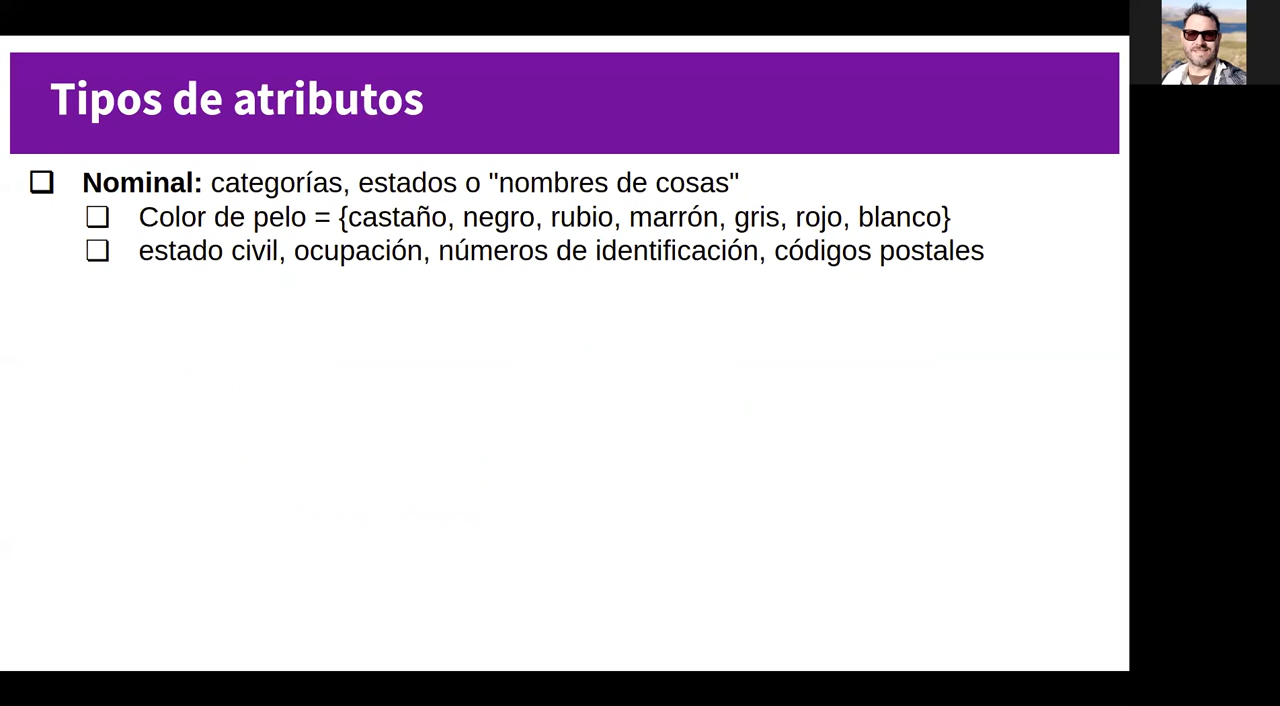 Tipos de atributos
❏ Nominal: categorías, estados o "nombres de cosas"
❏ Color de pelo = {castaño, negro, rubio, marrón, gris, rojo, blanco}
❏ estado civil, ocupación, números de identificación, códigos postales